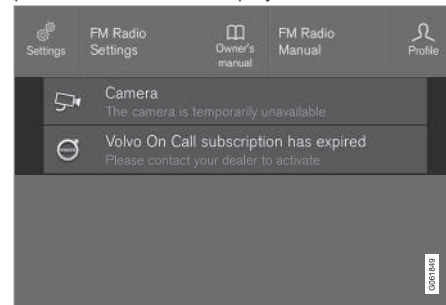 Settings
FM Radio
Settings
Owner's
manual
FM Radio
Manual
Profile
Camera
The camera is temporarily unavailable
Volvo On Call subscription has expired
Please contact your dealer to activate
G061849